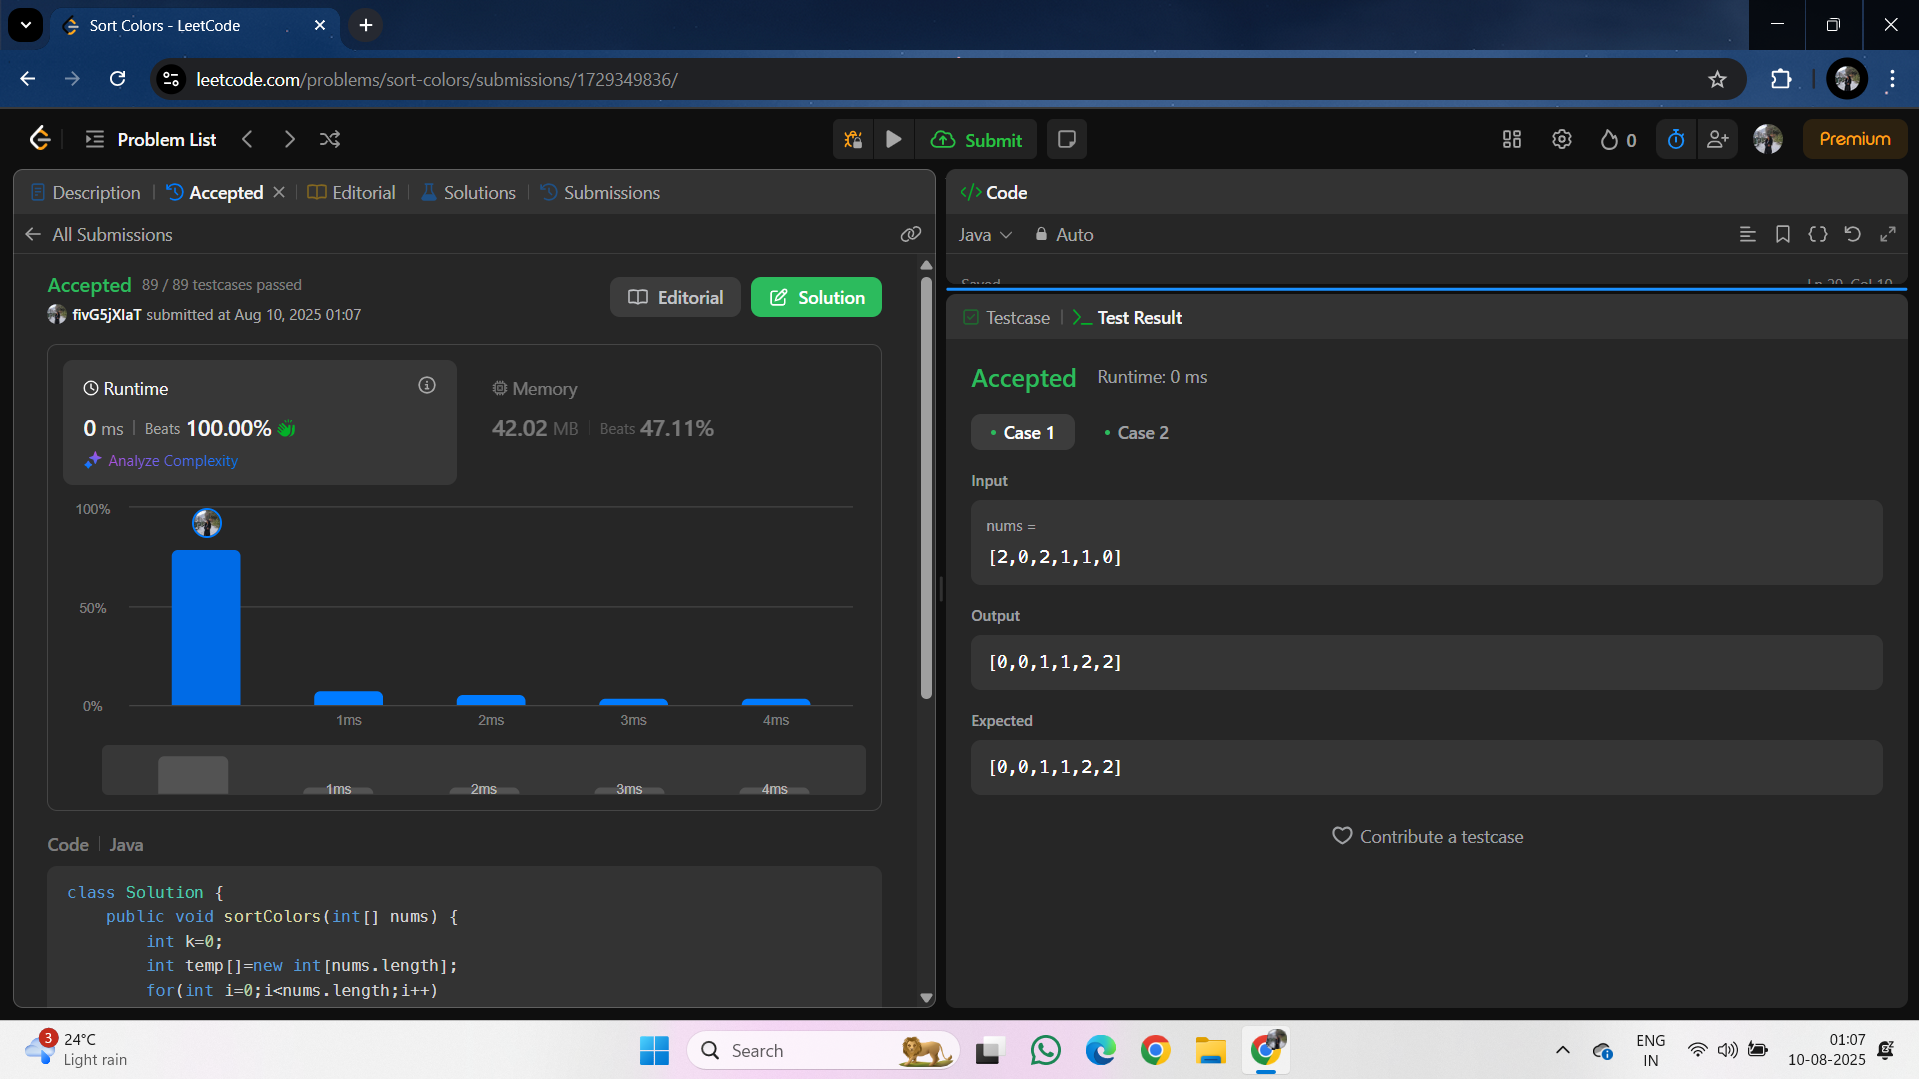 Sort Colors - LeetCode
leetcode.com/problems/sort-colors/submissions/1729349836/
Problem List
Submit
0
Premium
Description
Accepted
Editorial
Solutions
Submissions
All Submissions
Accepted 89 / 89 testcases passed
fivG5jXlaT submitted at Aug 10, 2025 01:07
Editorial
Solution
Runtime
0 ms Beats 100.00%
Analyze Complexity
Memory
42.02 MB Beats 47.11%
100%
50%
0%
1ms 2ms 3ms 4ms
1ms 2ms 3ms 4ms
Code Java
class Solution {
public void sortColors(int[] nums) {
int k=0;
int temp[]=new int[nums.length];
for(int i=0;i<nums.length;i++)
</> Code
Java Auto
Saved Ln 20, Col 10
Testcase
>_ Test Result
Accepted Runtime: 0 ms
Case 1 Case 2
Input
nums =
[2,0,2,1,1,0]
Output
[0,0,1,1,2,2]
Expected
[0,0,1,1,2,2]
Contribute a testcase
3
24°C
Light rain
Search
ENG
IN
01:07
10-08-2025